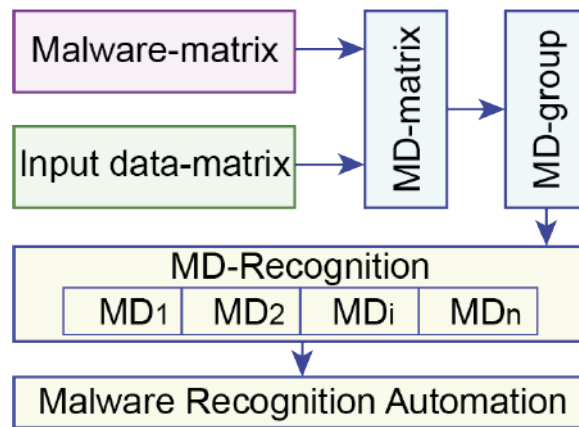 Malware-matrix
Input data-matrix
MD-matrix
MD-group
MD-Recognition
MD1 MD2 MDi MDn
Malware Recognition Automation